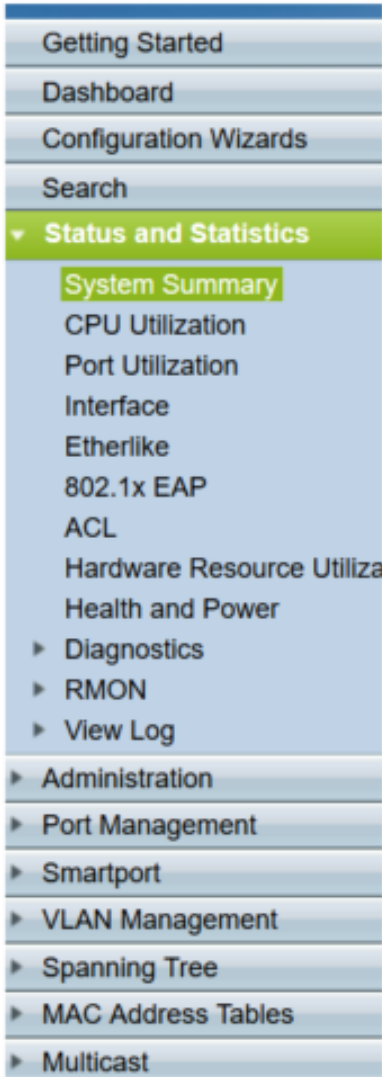 Getting Started
Dashboard
Configuration Wizards
Search
Status and Statistics
System Summary
CPU Utilization
Port Utilization
Interface
Etherlike
802.1x EAP
ACL
Hardware Resource Utiliza
Health and Power
Diagnostics
RMON
View Log
Administration
Port Management
Smartport
VLAN Management
Spanning Tree
MAC Address Tables
Multicast